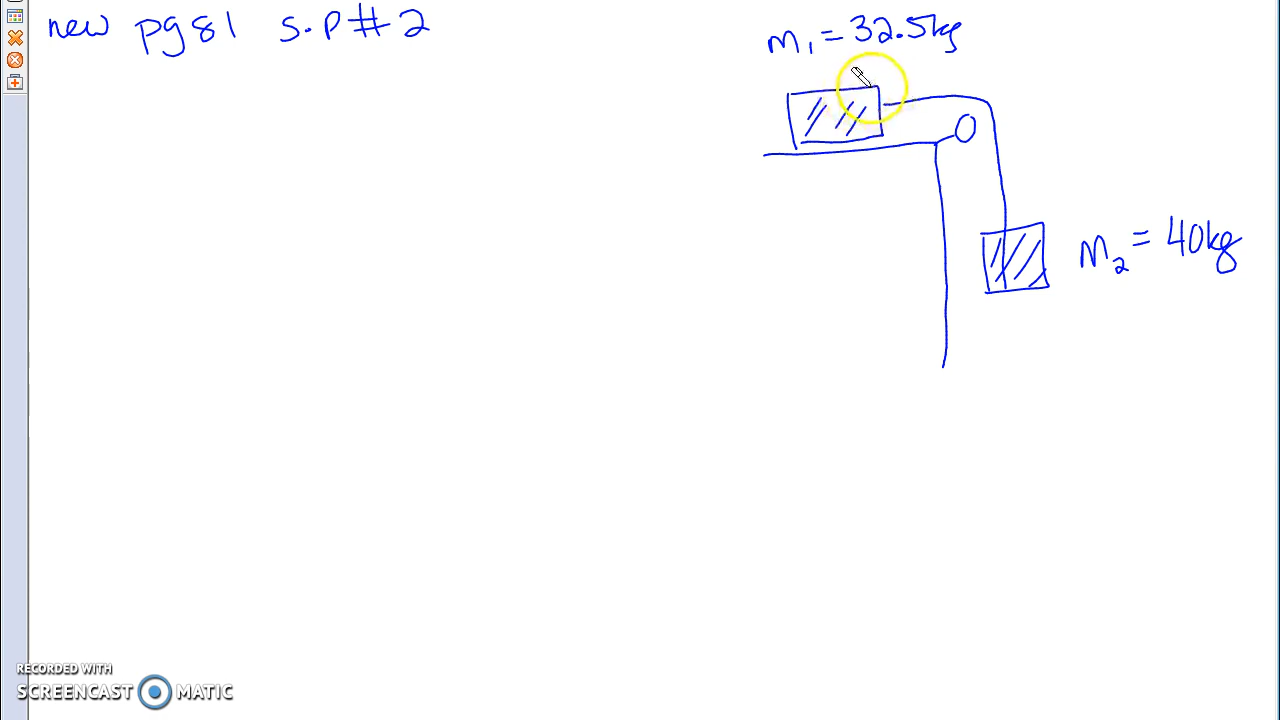 new pg 81 s.p # 2
m₁ = 32.5kg
m₂ = 40kg
RECORDED WITH
SCREENCAST MATIC